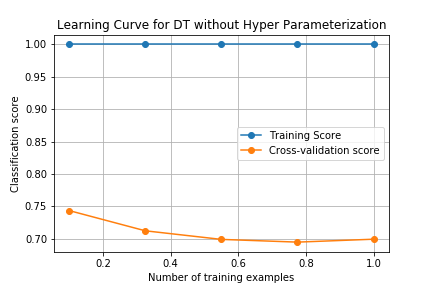 Learning Curve for DT without Hyper Parameterization
Classification score
1.00
0.95
0.90
0.85
0.80
0.75
0.70
Training Score
Cross-validation score
0.2 0.4 0.6 0.8 1.0
Number of training examples